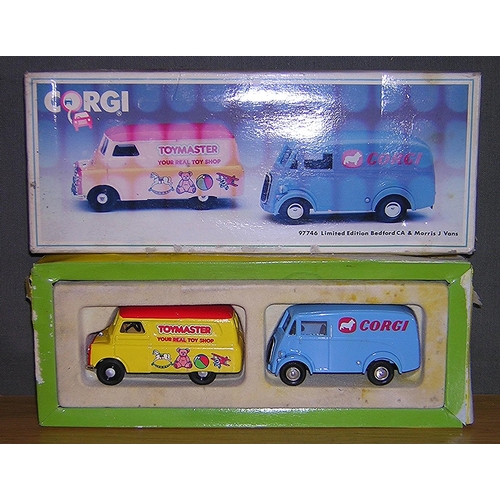 CORGI®
TOYMASTER
YOUR REAL TOY SHOP
CORGI
97746 Limited Edition Bedford CA & Morris J Vans
TOYMASTER
YOUR REAL TOY SHOP
CORGI